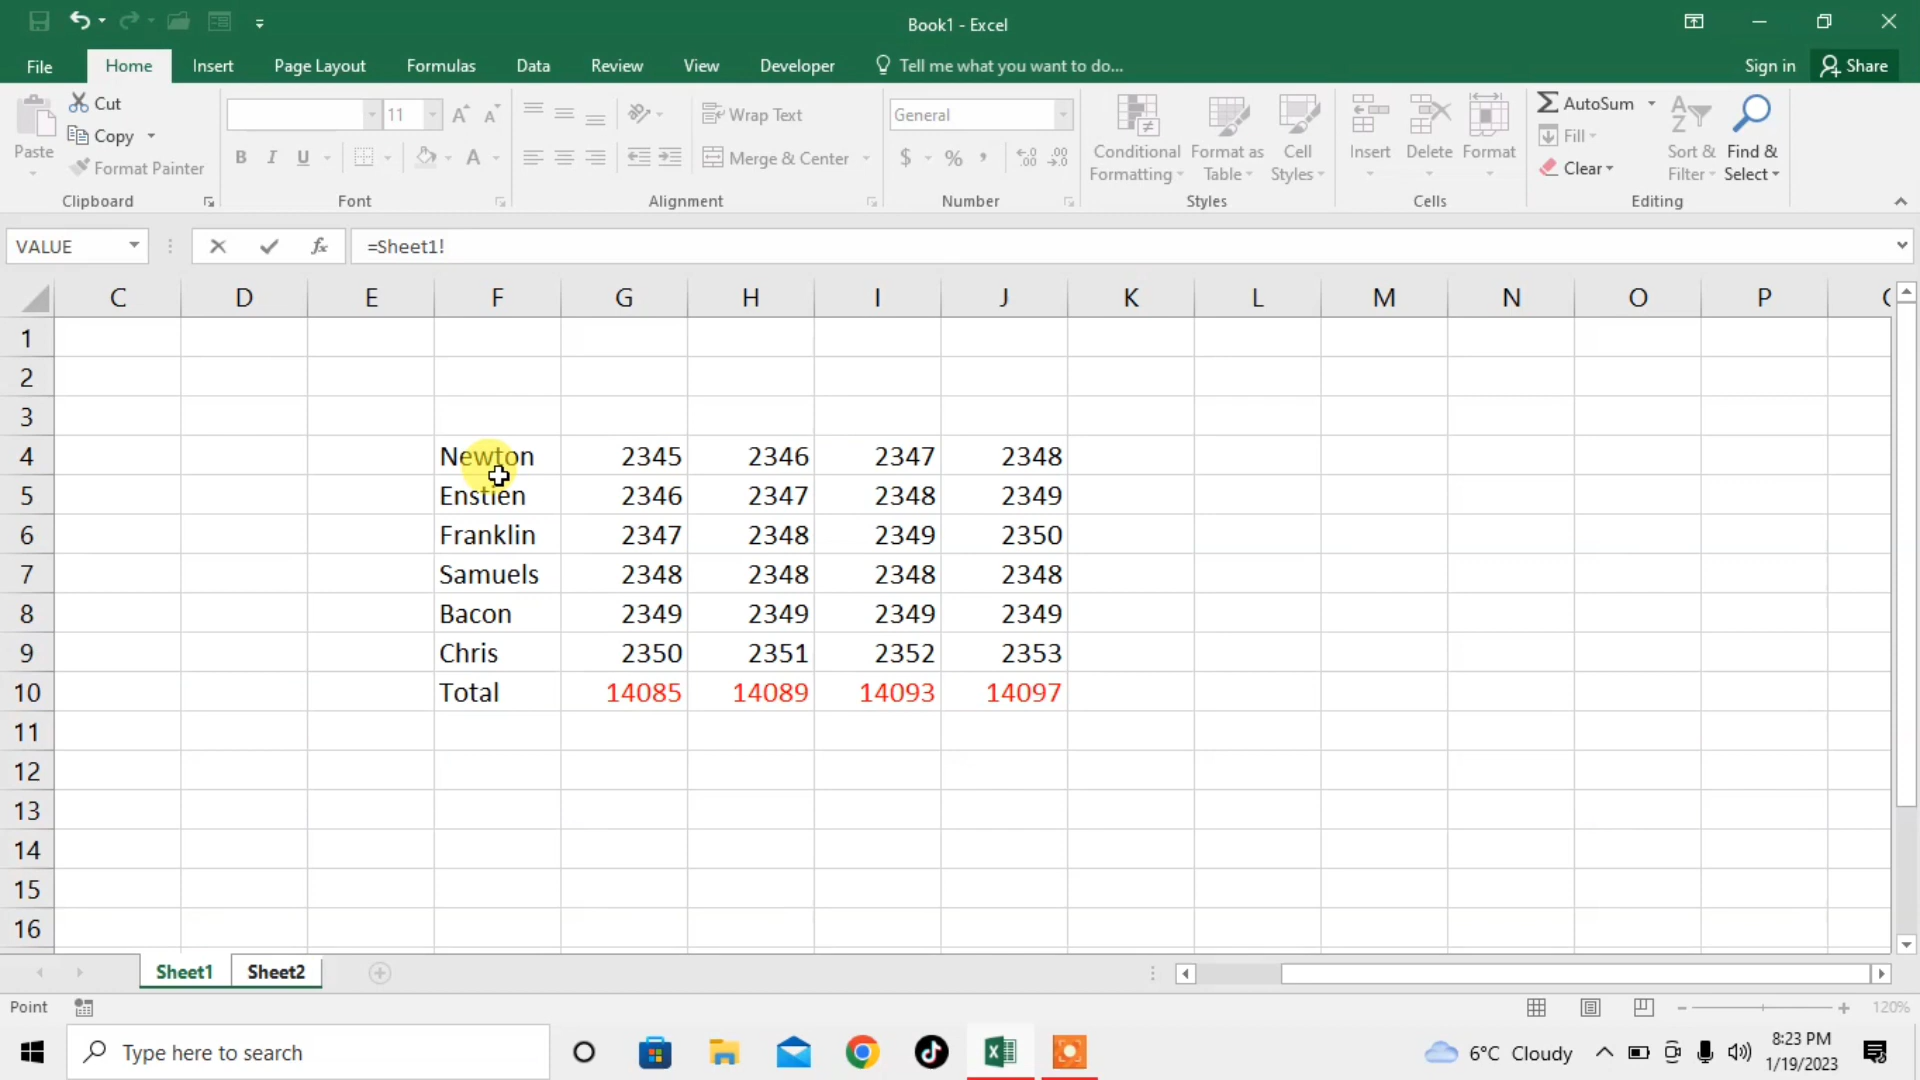 Book1 - Excel
File Home Insert Page Layout Formulas Data Review View Developer Tell me what you want to do... Sign in Share
Cut
Copy
Format Painter
Paste
Clipboard
11
B I U
A
Font
Wrap Text
Merge & Center
Alignment
General
$ % ,
Number
Conditional Formatting
Format as Table
Cell Styles
Styles
Insert Delete Format
Cells
AutoSum
Fill
Clear
Sort & Filter
Find & Select
Editing
VALUE fx =Sheet1!
C D E F G H I J K L M N O P
1
2
3
4 Newton 2345 2346 2347 2348
5 Enstien 2346 2347 2348 2349
6 Franklin 2347 2348 2349 2350
7 Samuels 2348 2348 2348 2348
8 Bacon 2349 2349 2349 2349
9 Chris 2350 2351 2352 2353
10 Total 14085 14089 14093 14097
11
12
13
14
15
16
Sheet1 Sheet2
Point 120%
Type here to search 6°C Cloudy 8:23 PM
1/19/2023